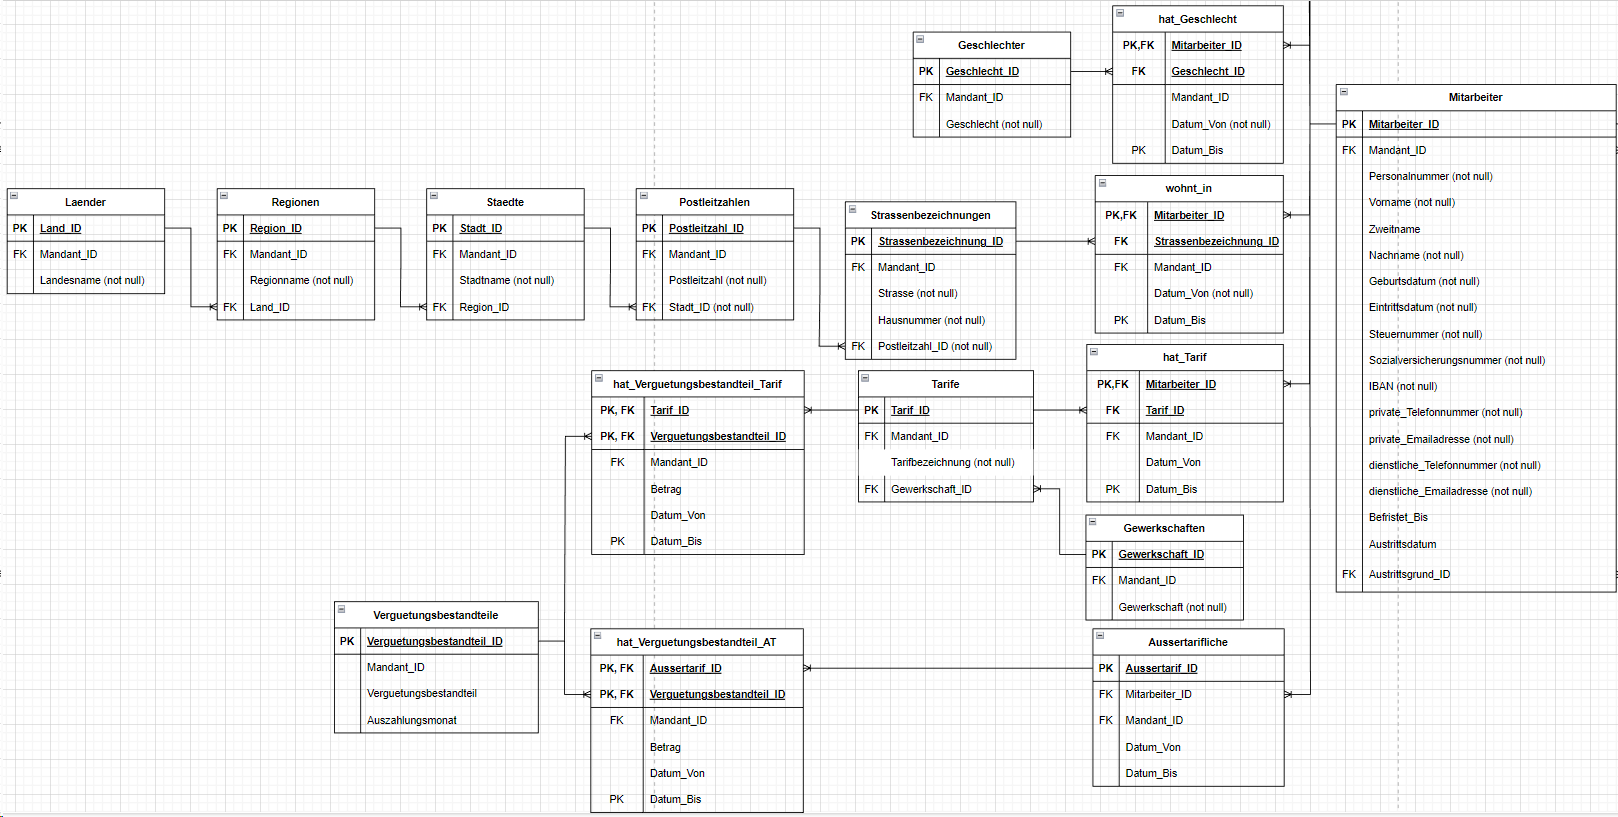 hat_Geschlecht
PK,FK Mitarbeiter_ID
FK Geschlecht_ID
Mandant_ID
Datum_Von (not null)
PK Datum_Bis
Geschlechter
PK Geschlecht_ID
FK Mandant_ID
Geschlecht (not null)
Mitarbeiter
PK Mitarbeiter_ID
FK Mandant_ID
Personalnummer (not null)
Vorname (not null)
Zweitname
Nachname (not null)
Geburtsdatum (not null)
Eintrittsdatum (not null)
Steuernummer (not null)
Sozialversicherungsnummer (not null)
IBAN (not null)
private_Telefonnummer (not null)
private_Emailadresse (not null)
dienstliche_Telefonnummer (not null)
dienstliche_Emailadresse (not null)
Befristet_Bis
Austrittsdatum
FK Austrittsgrund_ID
Laender
PK Land_ID
FK Mandant_ID
Landesname (not null)
Regionen
PK Region_ID
FK Mandant_ID
Regionname (not null)
FK Land_ID
Staedte
PK Stadt_ID
FK Mandant_ID
Stadtname (not null)
FK Region_ID
Postleitzahlen
PK Postleitzahl_ID
FK Mandant_ID
Postleitzahl (not null)
FK Stadt_ID (not null)
Strassenbezeichnungen
PK Strassenbezeichnung_ID
FK Mandant_ID
Strasse (not null)
Hausnummer (not null)
FK Postleitzahl_ID (not null)
wohnt_in
PK,FK Mitarbeiter_ID
FK Strassenbezeichnung_ID
FK Mandant_ID
Datum_Von (not null)
PK Datum_Bis
hat_Verguetungsbestandteil_Tarif
PK, FK Tarif_ID
PK, FK Verguetungsbestandteil_ID
FK Mandant_ID
Betrag
Datum_Von
PK Datum_Bis
Tarife
PK Tarif_ID
FK Mandant_ID
Tarifbezeichnung (not null)
FK Gewerkschaft_ID
hat_Tarif
PK,FK Mitarbeiter_ID
FK Tarif_ID
FK Mandant_ID
Datum_Von
PK Datum_Bis
Gewerkschaften
PK Gewerkschaft_ID
FK Mandant_ID
Gewerkschaft (not null)
Verguetungsbestandteile
PK Verguetungsbestandteil_ID
Mandant_ID
Verguetungsbestandteil
Auszahlungsmonat
hat_Verguetungsbestandteil_AT
PK, FK Aussertarif_ID
PK, FK Verguetungsbestandteil_ID
FK Mandant_ID
Betrag
Datum_Von
PK Datum_Bis
Aussertarifliche
PK Aussertarif_ID
FK Mitarbeiter_ID
FK Mandant_ID
Datum_Von
Datum_Bis